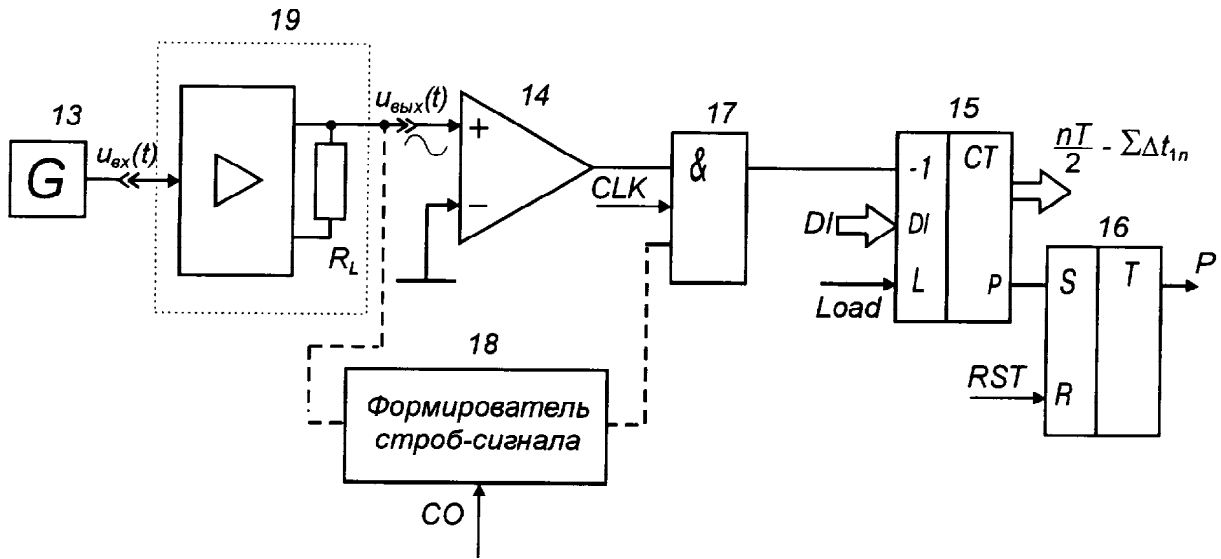 19
13
G
u_вх(t)
R_L
u_вых(t)
14
+
−
CLK
17
&
15
-1
CT
DI
DI
L
Load
P
nT/2 - ΣΔt_1n
16
S
T
P
RST
R
18
Формирователь
строб-сигнала
CO